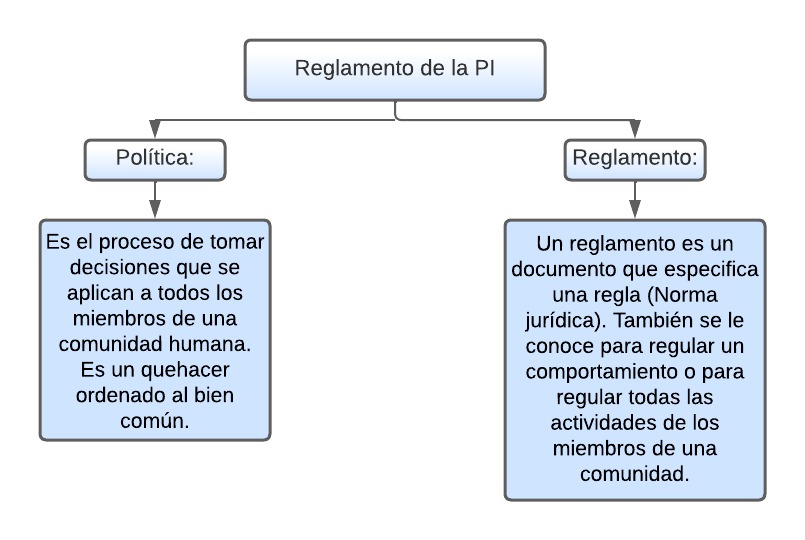 Reglamento de la PI
Política:
Reglamento:
Es el proceso de tomar
decisiones que se
aplican a todos los
miembros de una
comunidad humana.
Es un quehacer
ordenado al bien
común.
Un reglamento es un
documento que especifica
una regla (Norma
jurídica). También se le
conoce para regular un
comportamiento o para
regular todas las
actividades de los
miembros de una
comunidad.